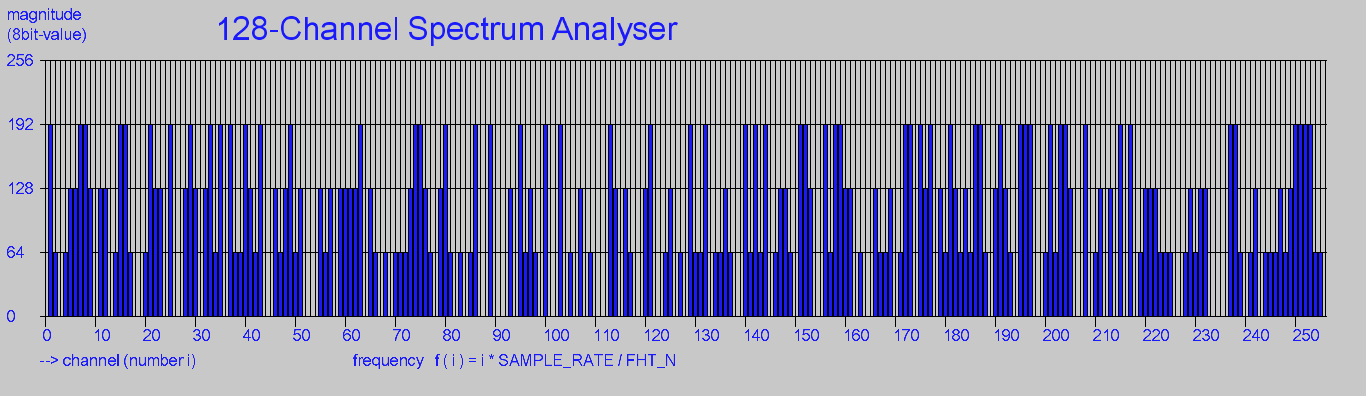 magnitude
(8bit-value)
128-Channel Spectrum Analyser
256
192
128
64
0
0 10 20 30 40 50 60 70 80 90 100 110 120 130 140 150 160 170 180 190 200 210 220 230 240 250
--> channel (number i) frequency f ( i ) = i * SAMPLE_RATE / FHT_N